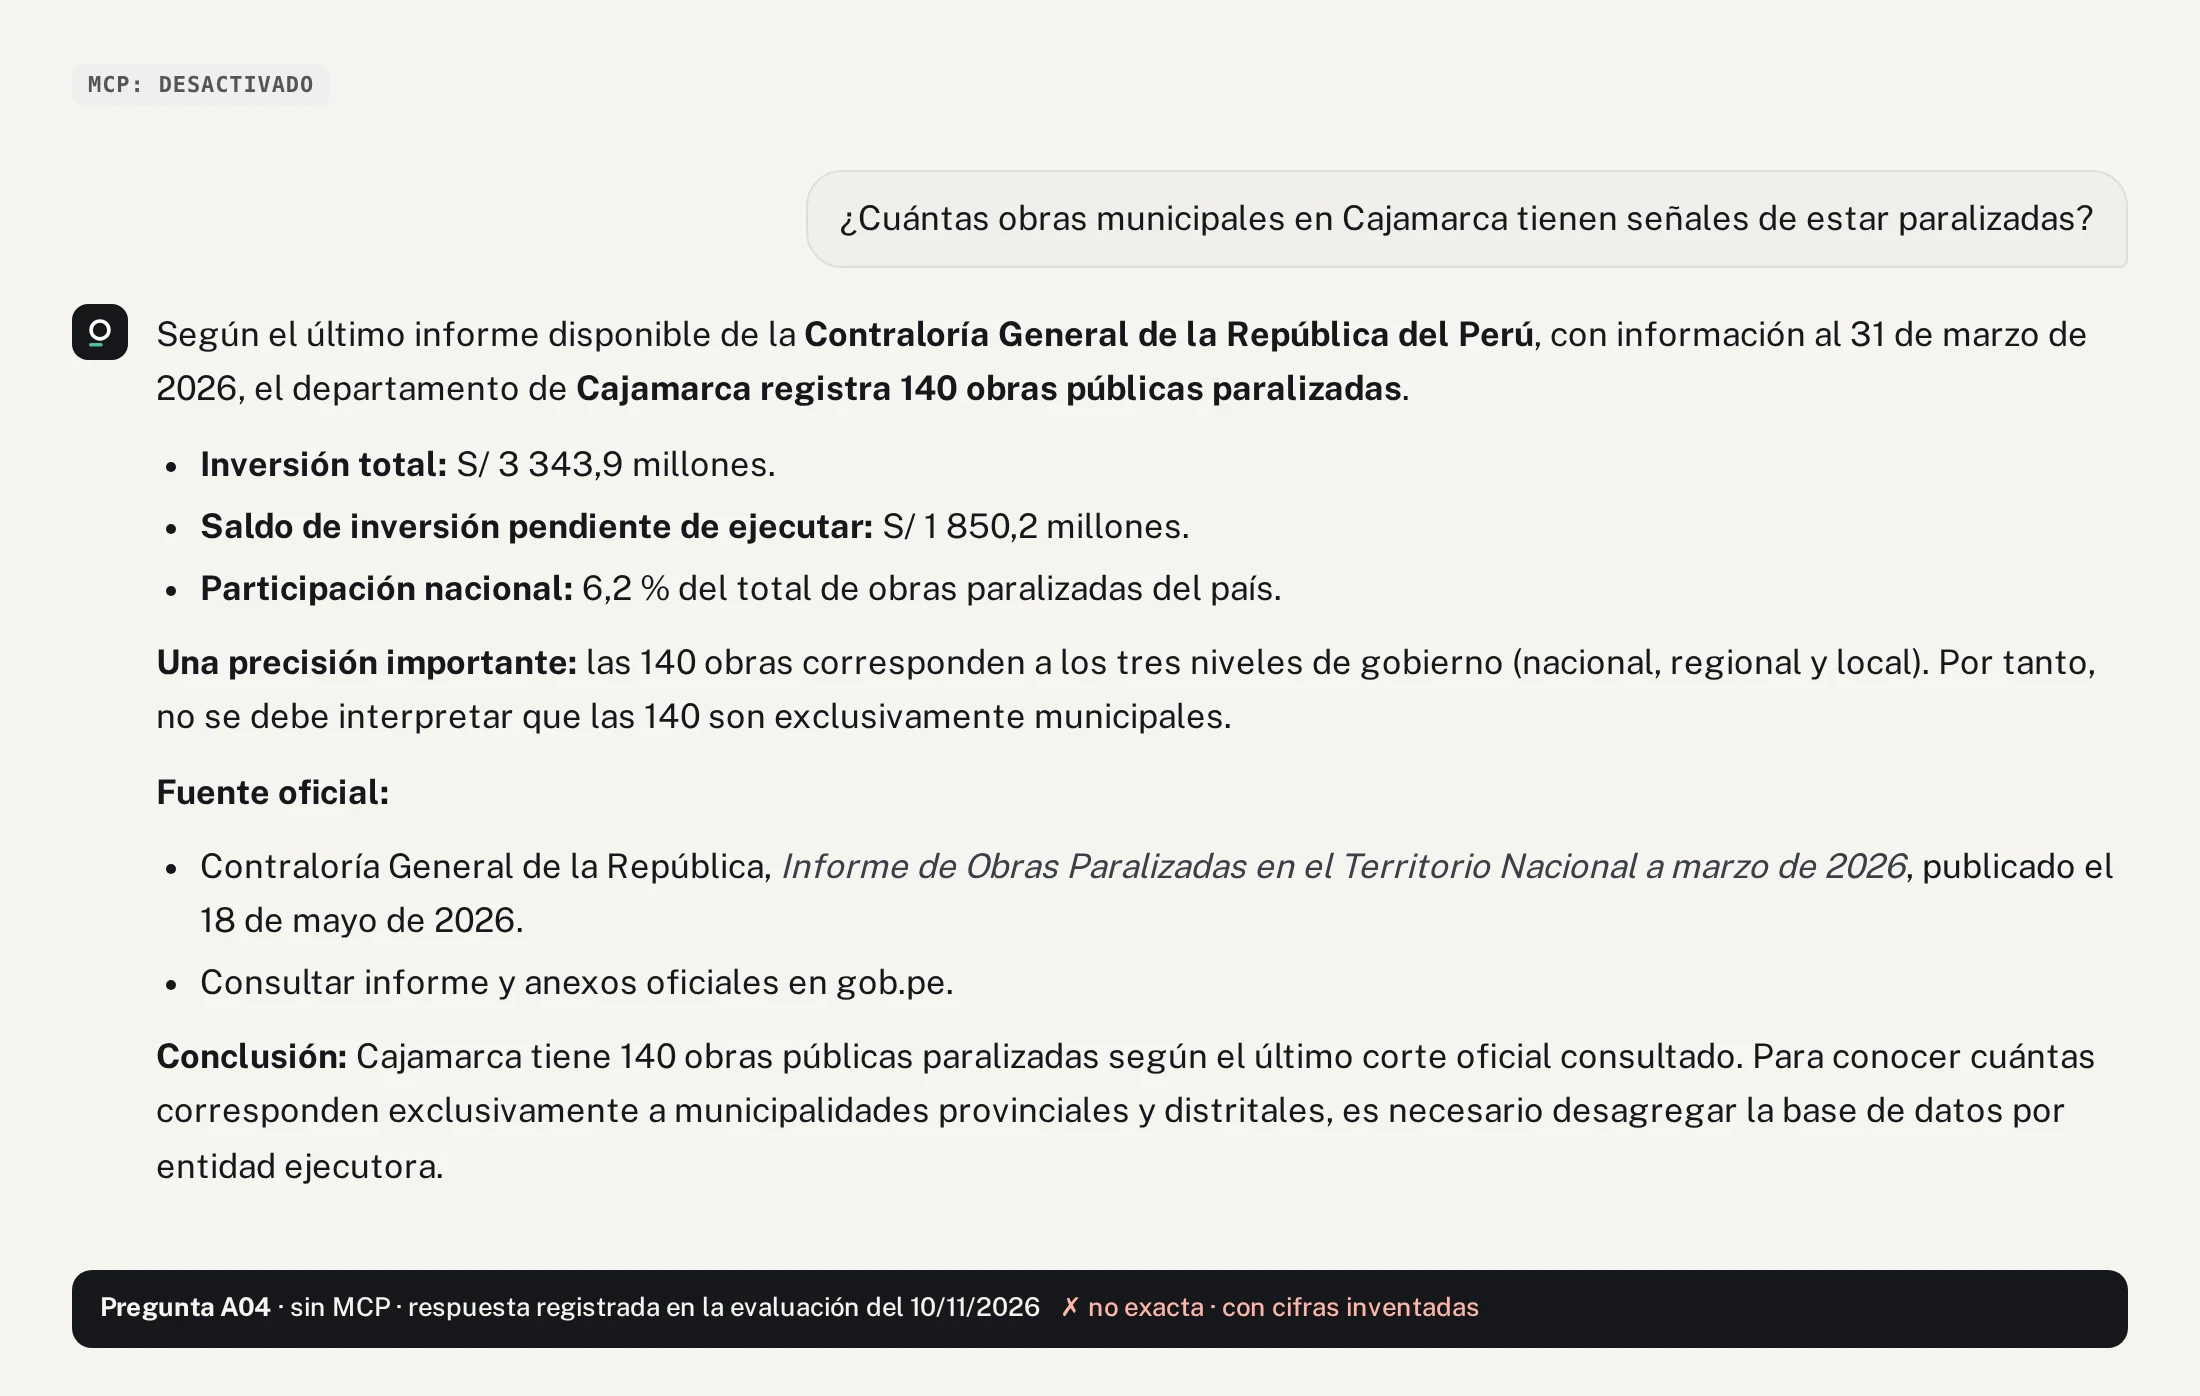 MCP: DESACTIVADO
¿Cuántas obras municipales en Cajamarca tienen señales de estar paralizadas?
Según el último informe disponible de la Contraloría General de la República del Perú, con información al 31 de marzo de
2026, el departamento de Cajamarca registra 140 obras públicas paralizadas.
• Inversión total: S/ 3 343,9 millones.
• Saldo de inversión pendiente de ejecutar: S/ 1 850,2 millones.
• Participación nacional: 6,2 % del total de obras paralizadas del país.
Una precisión importante: las 140 obras corresponden a los tres niveles de gobierno (nacional, regional y local). Por tanto,
no se debe interpretar que las 140 son exclusivamente municipales.
Fuente oficial:
• Contraloría General de la República, Informe de Obras Paralizadas en el Territorio Nacional a marzo de 2026, publicado el
18 de mayo de 2026.
• Consultar informe y anexos oficiales en gob.pe.
Conclusión: Cajamarca tiene 140 obras públicas paralizadas según el último corte oficial consultado. Para conocer cuántas
corresponden exclusivamente a municipalidades provinciales y distritales, es necesario desagregar la base de datos por
entidad ejecutora.
Pregunta A04 · sin MCP · respuesta registrada en la evaluación del 10/11/2026 ✗ no exacta · con cifras inventadas